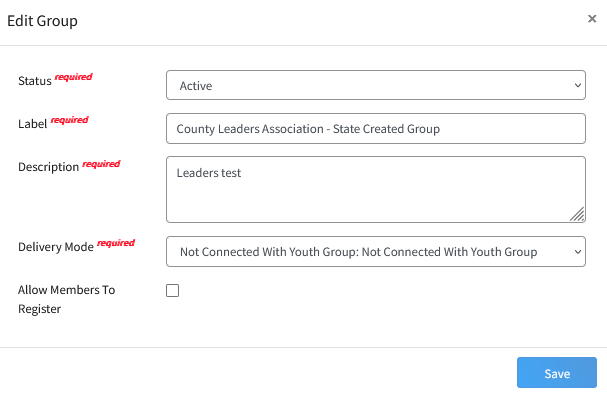 Edit Group ×
Status required Active
Label required County Leaders Association - State Created Group
Description required Leaders test
Delivery Mode required Not Connected With Youth Group: Not Connected With Youth Group
Allow Members To
Register
Save